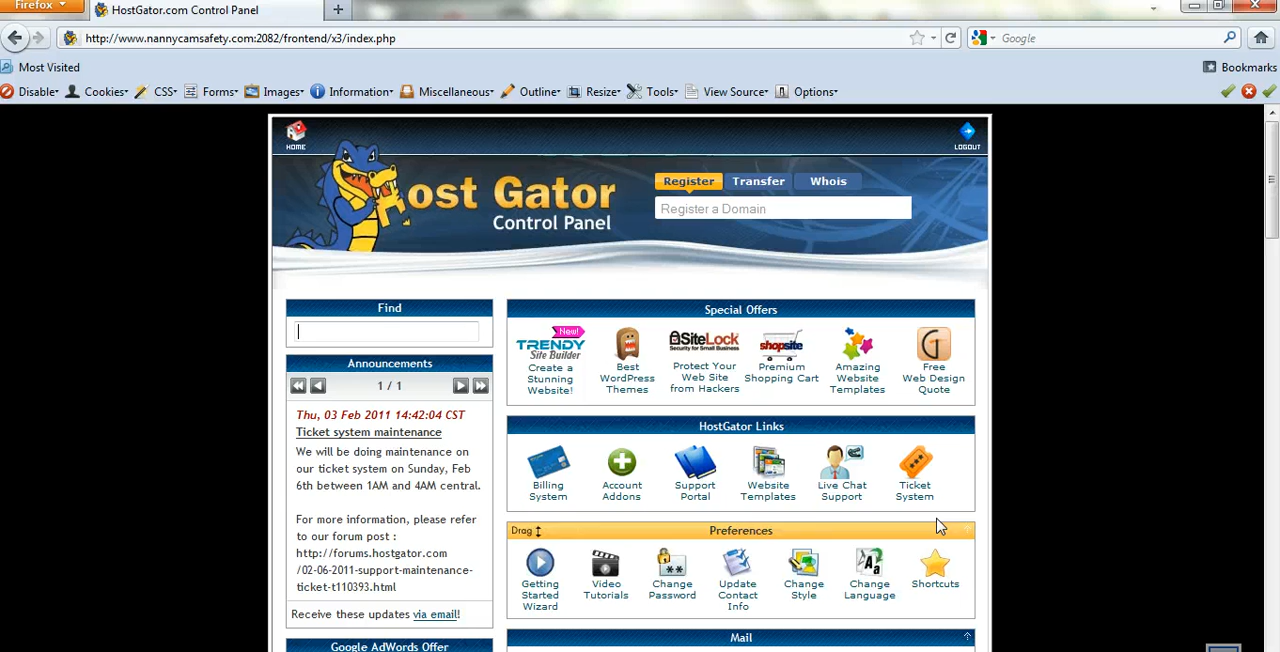 Firefox
HostGator.com Control Panel
http://www.nannycamsafety.com:2082/frontend/x3/index.php
Google
Most Visited
Bookmarks
Disable Cookies CSS Forms Images Information Miscellaneous Outline Resize Tools View Source Options
HOME
LOGOUT
Host Gator
Control Panel
Register Transfer Whois
Register a Domain
Find
Announcements
1 / 1
Thu, 03 Feb 2011 14:42:04 CST
Ticket system maintenance
We will be doing maintenance on
our ticket system on Sunday, Feb
6th between 1AM and 4AM central.
For more information, please refer
to our forum post :
http://forums.hostgator.com
/02-06-2011-support-maintenance-
ticket-t110393.html
Receive these updates via email!
Google AdWords Offer
Special Offers
New!
TRENDY
Site Builder
Create a
Stunning
Website!
Best
WordPress
Themes
SiteLock
Security for Small Business
Protect Your
Web Site
from Hackers
shopsite
Premium
Shopping Cart
Amazing
Website
Templates
Free
Web Design
Quote
HostGator Links
Billing
System
Account
Addons
Support
Portal
Website
Templates
Live Chat
Support
Ticket
System
Drag
Preferences
Getting
Started
Wizard
Video
Tutorials
Change
Password
Update
Contact
Info
Change
Style
Change
Language
Shortcuts
Mail